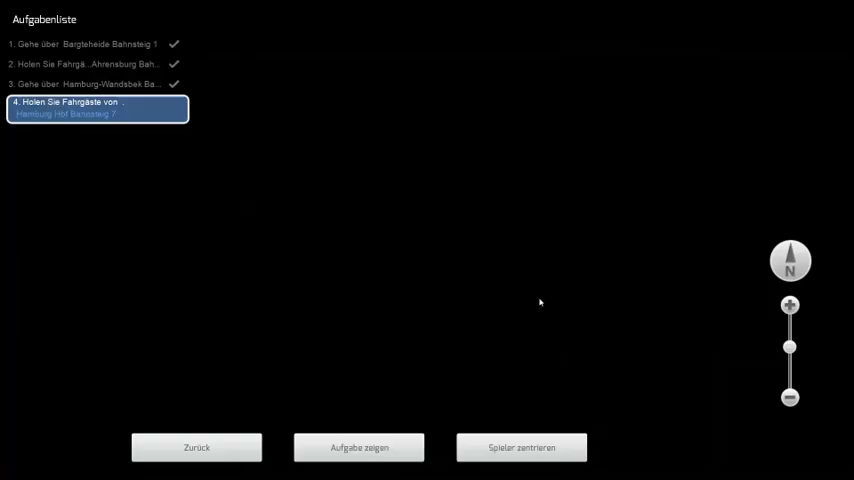 Aufgabenliste
1. Gehe über Bargteheide Bahnsteig 1
2. Holen Sie Fahrgä...Ahrensburg Bah...
3. Gehe über Hamburg-Wandsbek Ba...
4. Holen Sie Fahrgäste von .
Hamburg Hbf Bahnsteig 7
N
Zurück
Aufgabe zeigen
Spieler zentrieren